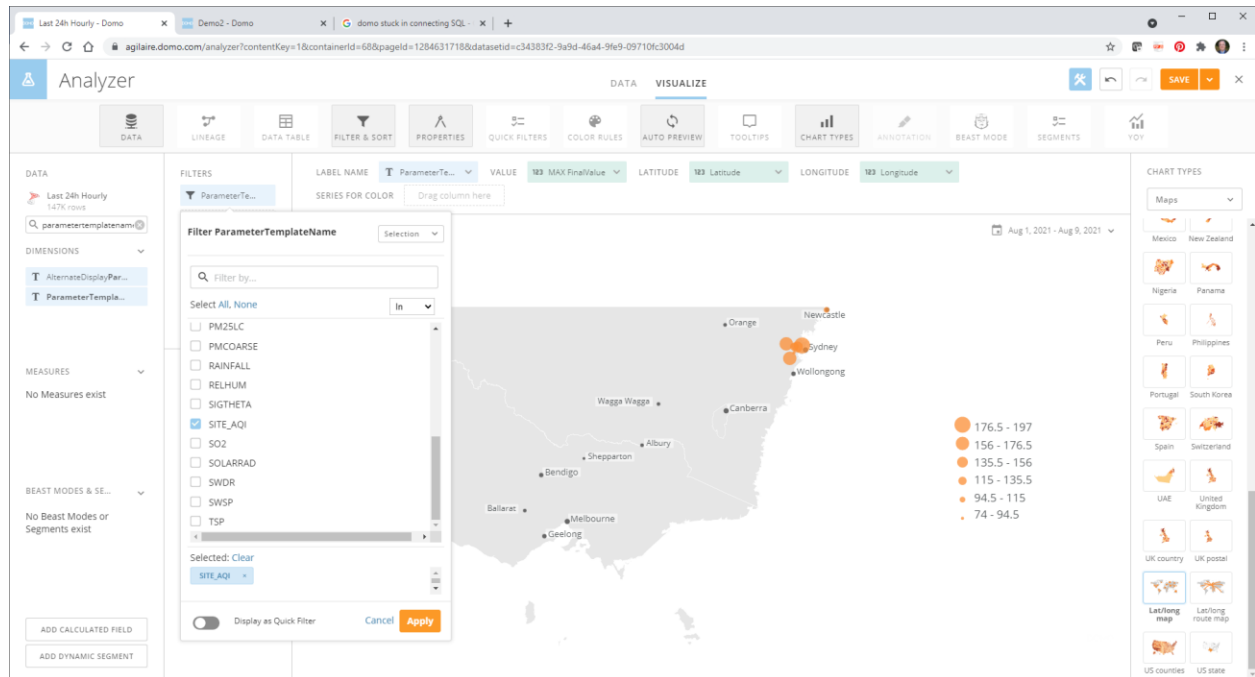 Last 24h Hourly - Domo
Demo2 - Domo
domo stuck in connecting SQL -
agilaire.domo.com/analyzer?contentKey=1&containerId=68&pageId=1284631718&datasetid=c34383f2-9a9d-46a4-9fe9-09710fc3004d
Analyzer
DATA VISUALIZE
SAVE
DATA LINEAGE DATA TABLE FILTER & SORT PROPERTIES QUICK FILTERS COLOR RULES AUTO PREVIEW TOOLTIPS CHART TYPES ANNOTATION BEAST MODE SEGMENTS YOY
DATA
Last 24h Hourly
147K rows
parametertemplatenam
DIMENSIONS
T AlternateDisplayPar...
T ParameterTempla...
MEASURES
No Measures exist
BEAST MODES & SE...
No Beast Modes or
Segments exist
ADD CALCULATED FIELD
ADD DYNAMIC SEGMENT
FILTERS
ParameterTe...
LABEL NAME T ParameterTe... VALUE 123 MAX FinalValue LATITUDE 123 Latitude LONGITUDE 123 Longitude
SERIES FOR COLOR Drag column here
Filter ParameterTemplateName Selection
Filter by...
Select All, None In
PM25LC
PMCOARSE
RAINFALL
RELHUM
SIGTHETA
SITE_AQI
SO2
SOLARRAD
SWDR
SWSP
TSP
Selected: Clear
SITE_AQI ×
Display as Quick Filter Cancel Apply
Aug 1, 2021 - Aug 9, 2021
Newcastle
Orange
Sydney
Wollongong
Wagga Wagga
Canberra
Albury
Shepparton
Bendigo
Ballarat
Melbourne
Geelong
176.5 - 197
156 - 176.5
135.5 - 156
115 - 135.5
94.5 - 115
74 - 94.5
CHART TYPES
Maps
Mexico New Zealand
Nigeria Panama
Peru Philippines
Portugal South Korea
Spain Switzerland
UAE United
Kingdom
UK country UK postal
Lat/long Lat/long
map route map
US counties US state